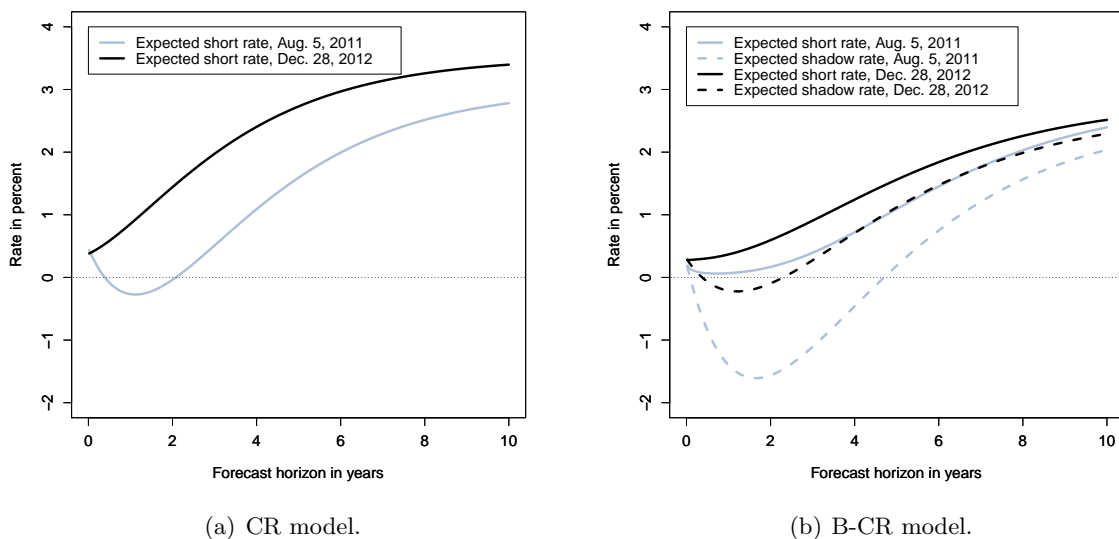 Expected short rate, Aug. 5, 2011
Expected short rate, Dec. 28, 2012
Rate in percent
4
3
2
1
0
−1
−2
0 2 4 6 8 10
Forecast horizon in years
(a) CR model.
Expected short rate, Aug. 5, 2011
Expected shadow rate, Aug. 5, 2011
Expected short rate, Dec. 28, 2012
Expected shadow rate, Dec. 28, 2012
Rate in percent
4
3
2
1
0
−1
−2
0 2 4 6 8 10
Forecast horizon in years
(b) B-CR model.